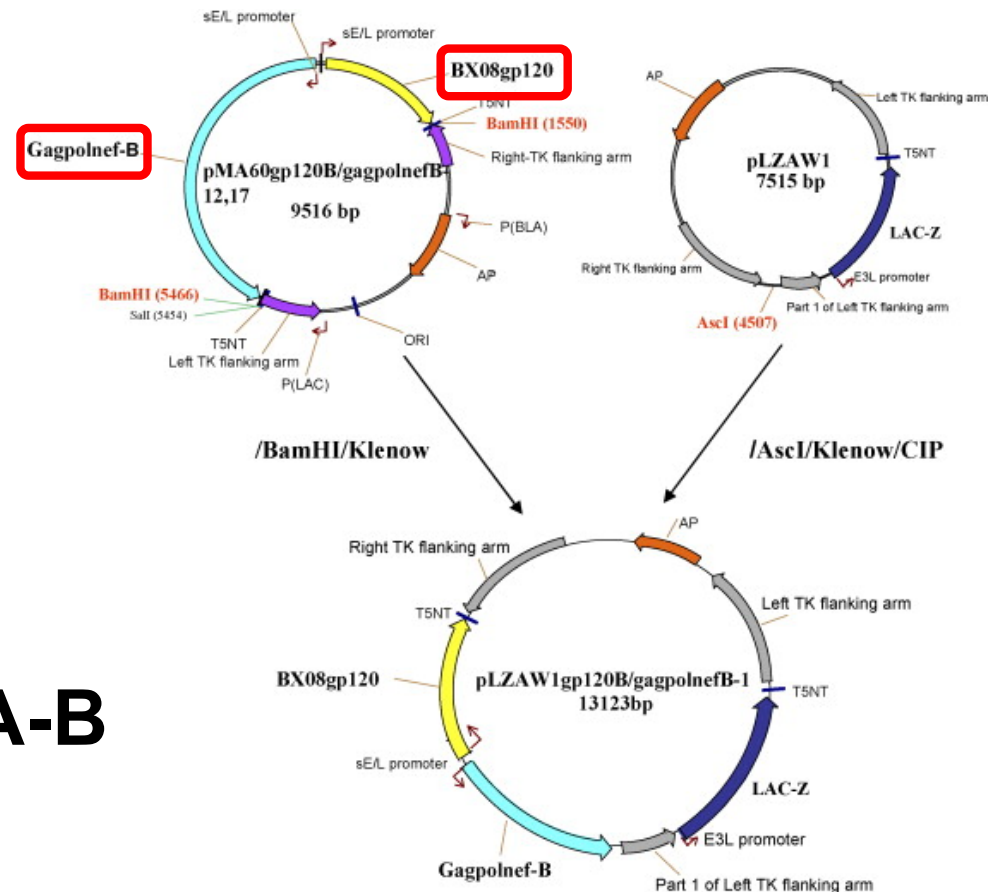 sE/L promoter
sE/L promoter
BX08gp120
T5NT
BamHI (1550)
Right-TK flanking arm
Gagpolnef-B
pMA60gp120B/gagpolnefB-
12,17
9516 bp
P(BLA)
AP
BamHI (5466)
SalI (5454)
T5NT
Left TK flanking arm
P(LAC)
ORI
AP
Left TK flanking arm
pLZAW1
7515 bp
T5NT
LAC-Z
Right TK flanking arm
E3L promoter
Part 1 of Left TK flanking arm
AscI (4507)
/BamHI/Klenow
/AscI/Klenow/CIP
AP
Right TK flanking arm
Left TK flanking arm
T5NT
BX08gp120
pLZAW1gp120B/gagpolnefB-1
13123bp
T5NT
A-B
sE/L promoter
LAC-Z
E3L promoter
Gagpolnef-B
Part 1 of Left TK flanking arm